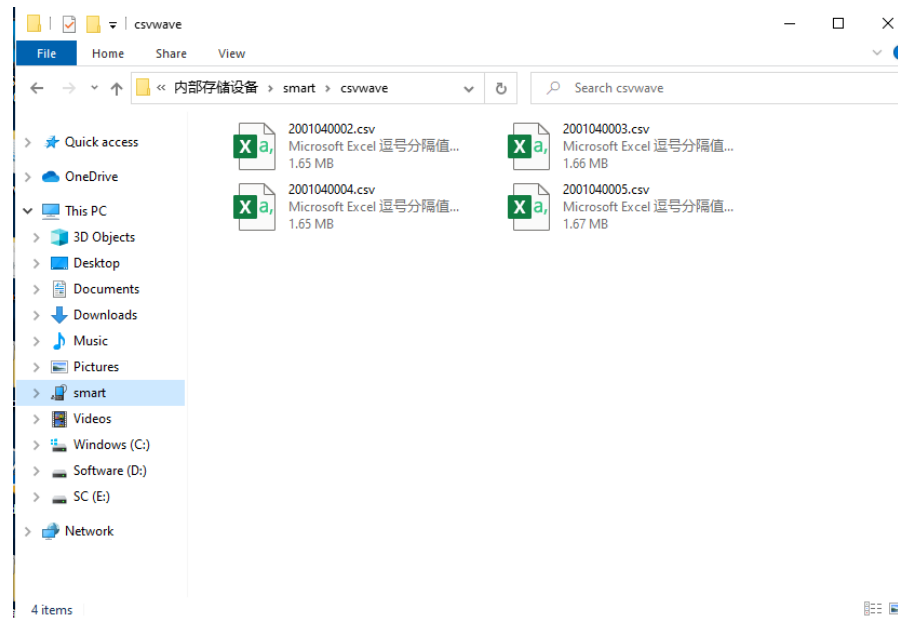 csvwave
File Home Share View
« 内部存储设备 › smart › csvwave
Search csvwave
Quick access
OneDrive
This PC
3D Objects
Desktop
Documents
Downloads
Music
Pictures
smart
Videos
Windows (C:)
Software (D:)
SC (E:)
Network
2001040002.csv
Microsoft Excel 逗号分隔值...
1.65 MB
2001040003.csv
Microsoft Excel 逗号分隔值...
1.66 MB
2001040004.csv
Microsoft Excel 逗号分隔值...
1.65 MB
2001040005.csv
Microsoft Excel 逗号分隔值...
1.67 MB
4 items